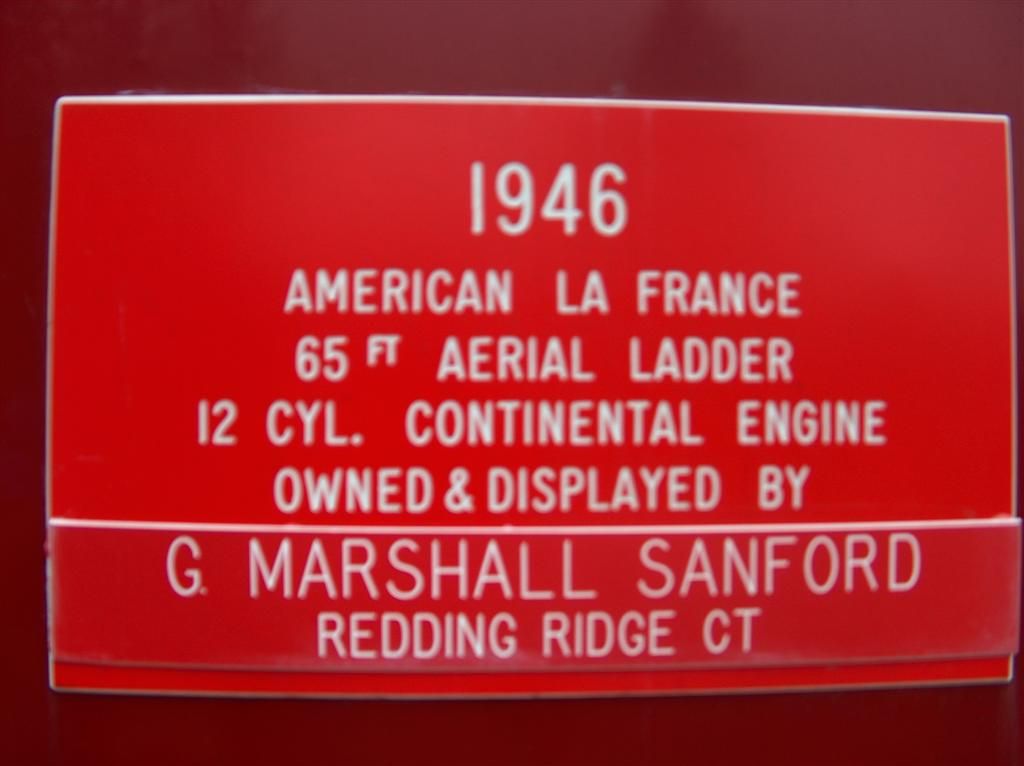 1946
AMERICAN LA FRANCE
65 FT AERIAL LADDER
12 CYL. CONTINENTAL ENGINE
OWNED & DISPLAYED BY
G. MARSHALL SANFORD
REDDING RIDGE CT